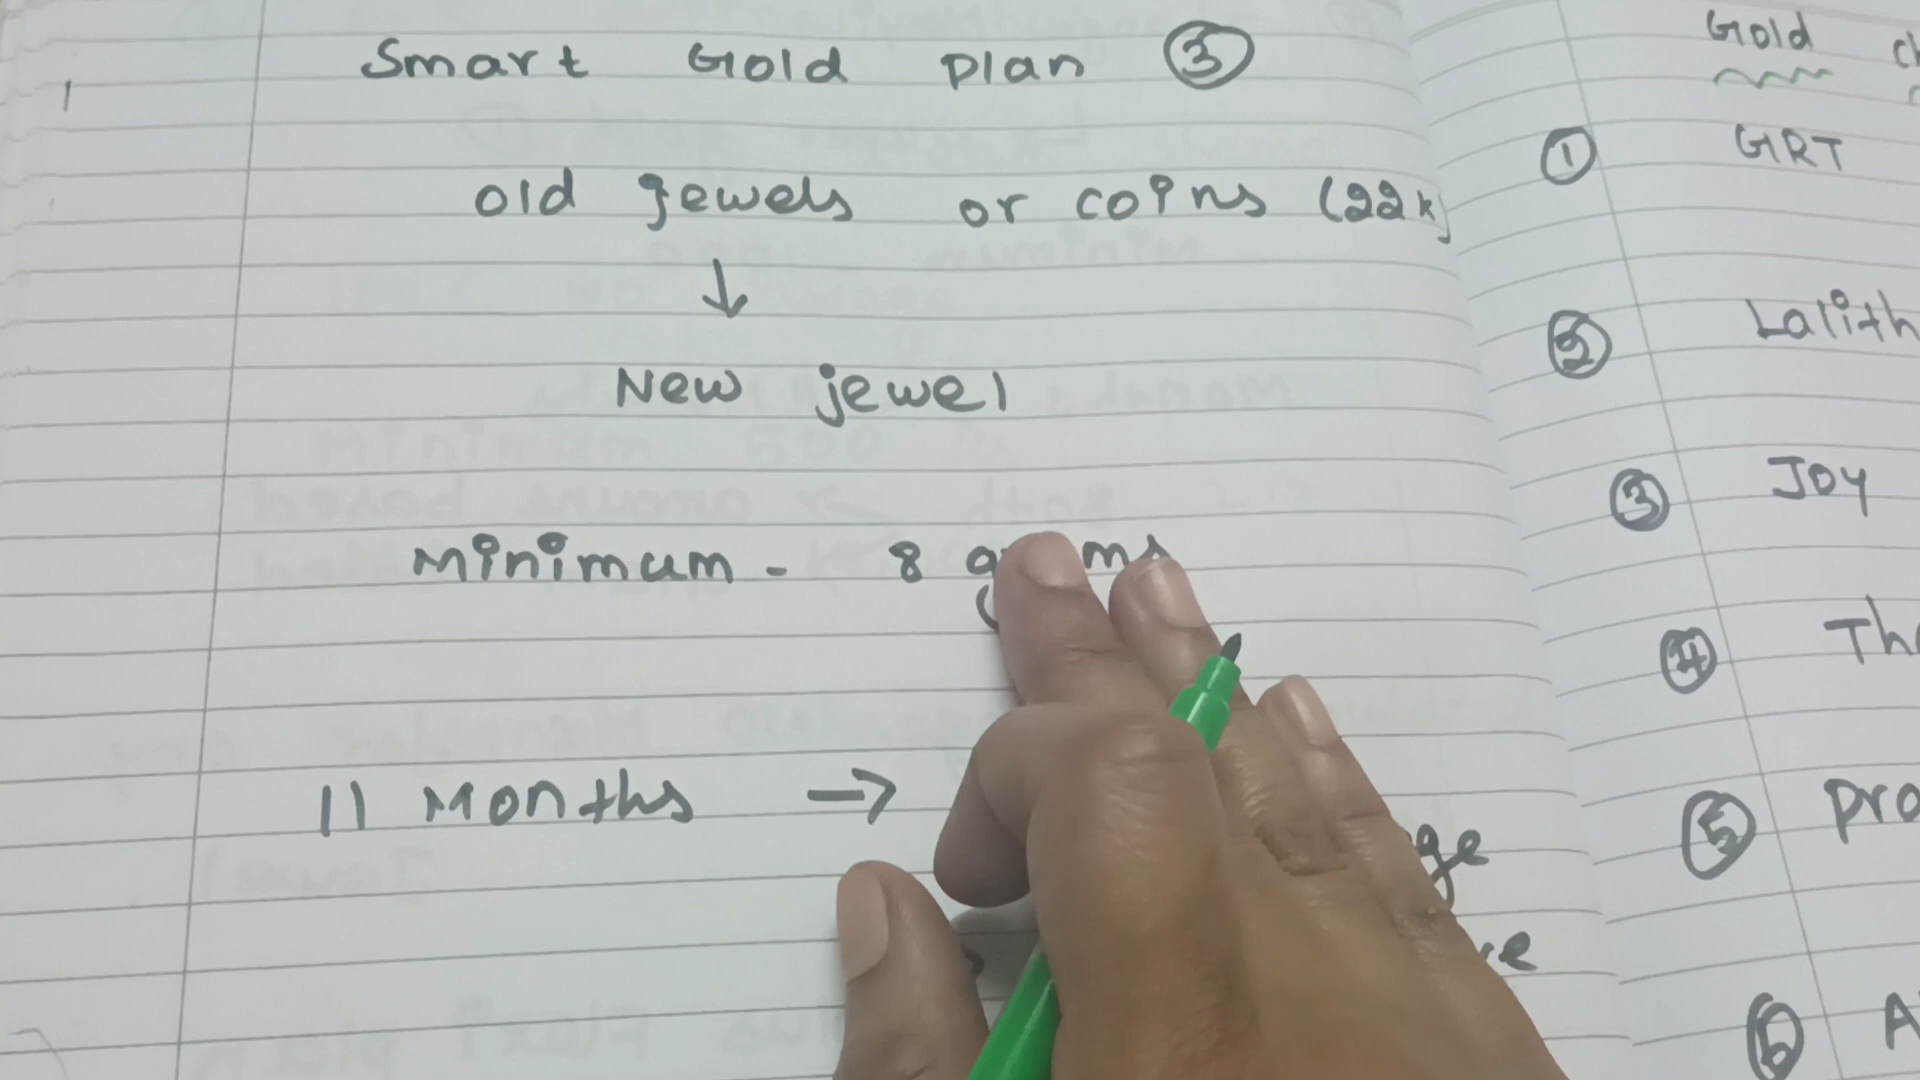 Smart Gold plan ③
old jewels or coins (22k)
↓
New jewel
Minimum - 8
11 Months →
Gold
① GRT
② Lalith
③ Joy
④
⑤
⑥